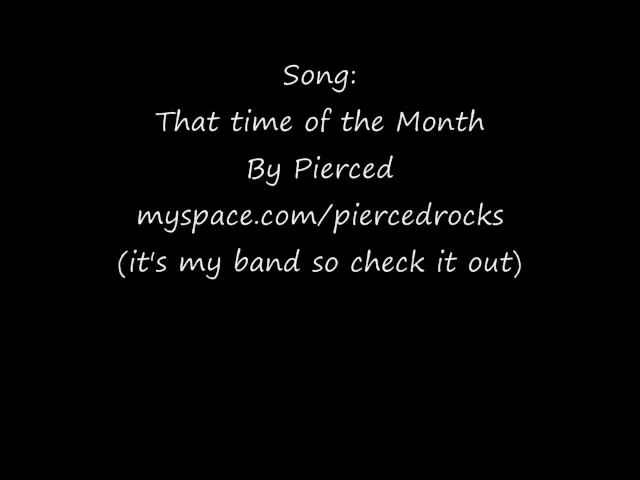 Song:
That time of the Month
By Pierced
myspace.com/piercedrocks
(it's my band so check it out)